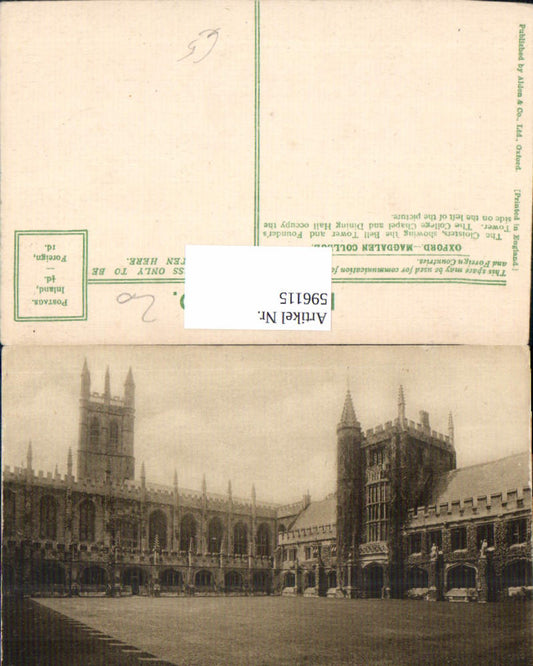 Artikel Nr.
596115
This space may be used for communication
and Foreign Countries.
SS ONLY TO BE
TEN HERE.
POSTAGE.
Inland,
½d.
—
Foreign,
1d.
OXFORD—MAGDALEN COLLEGE.
The Cloisters, showing the Bell Tower and Founder's
Tower. The College Chapel and Dining Hall occupy
side on the left of the picture.
Published by Alden & Co., Ltd., Oxford. [Printed in England.]